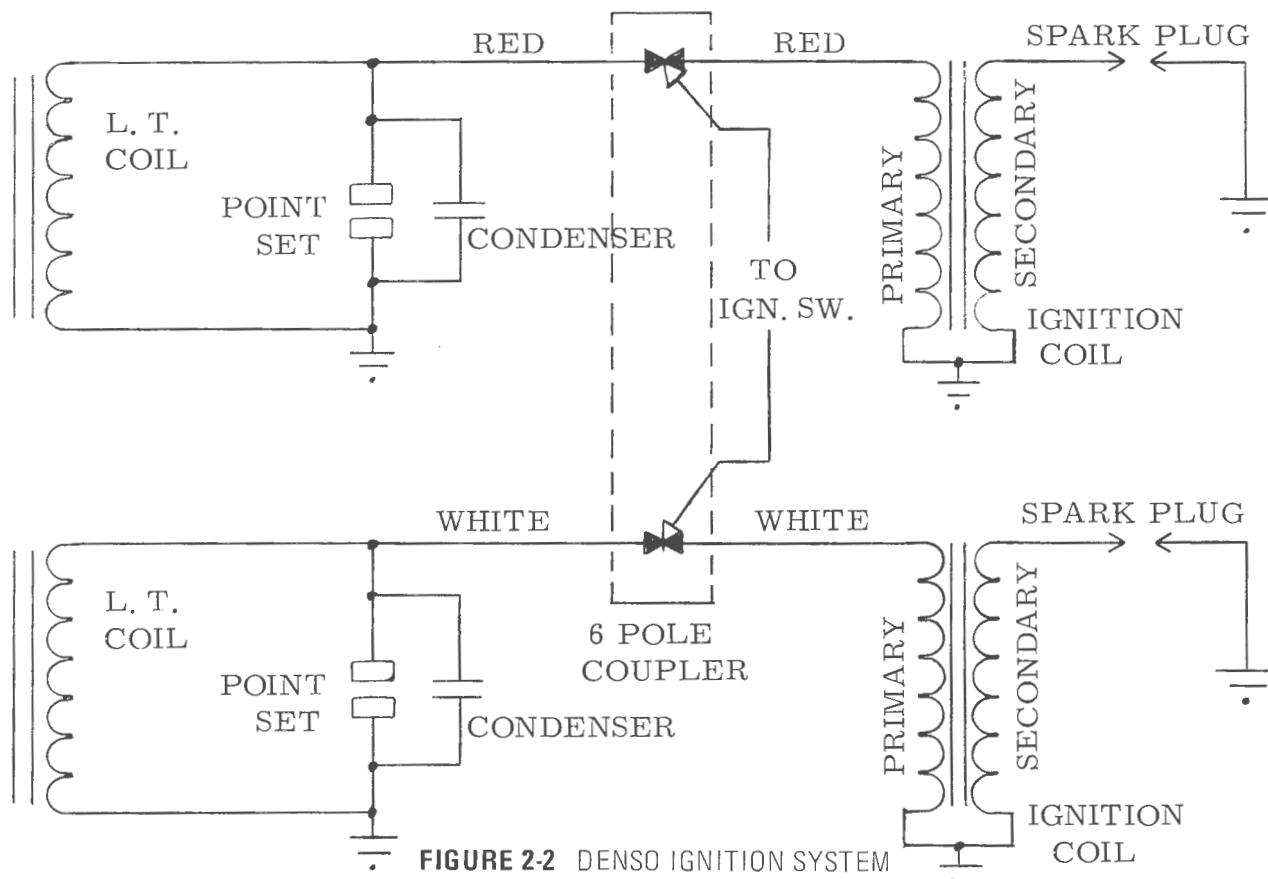 RED
RED
SPARK PLUG
L. T.
COIL
POINT
SET
CONDENSER
TO
IGN. SW.
PRIMARY
SECONDARY
IGNITION
COIL
WHITE
WHITE
SPARK PLUG
L. T.
COIL
6 POLE
COUPLER
POINT
SET
CONDENSER
PRIMARY
SECONDARY
IGNITION
COIL
FIGURE 2-2 DENSO IGNITION SYSTEM